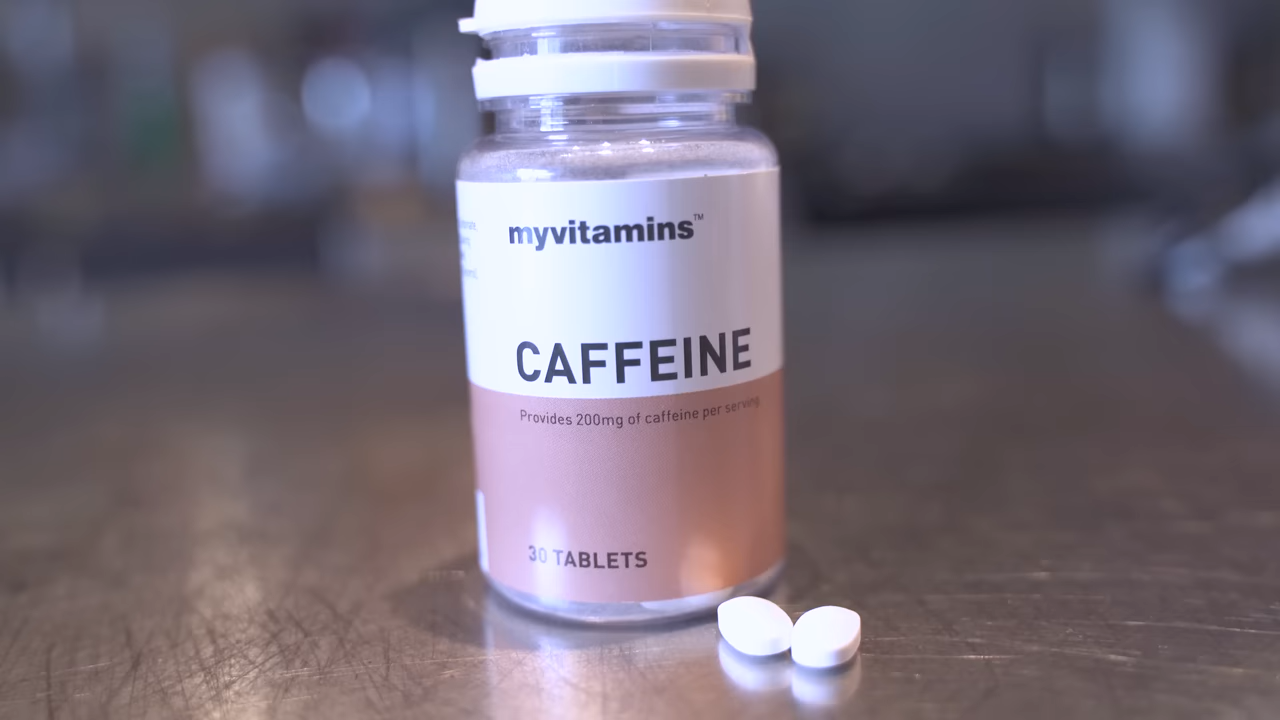 myvitamins™
CAFFEINE
Provides 200mg of caffeine per serving
30 TABLETS